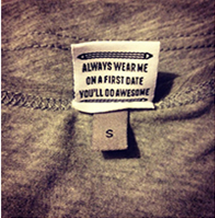 ALWAYS WEAR ME
ON A FIRST DATE
YOU'LL DO AWESOME
S